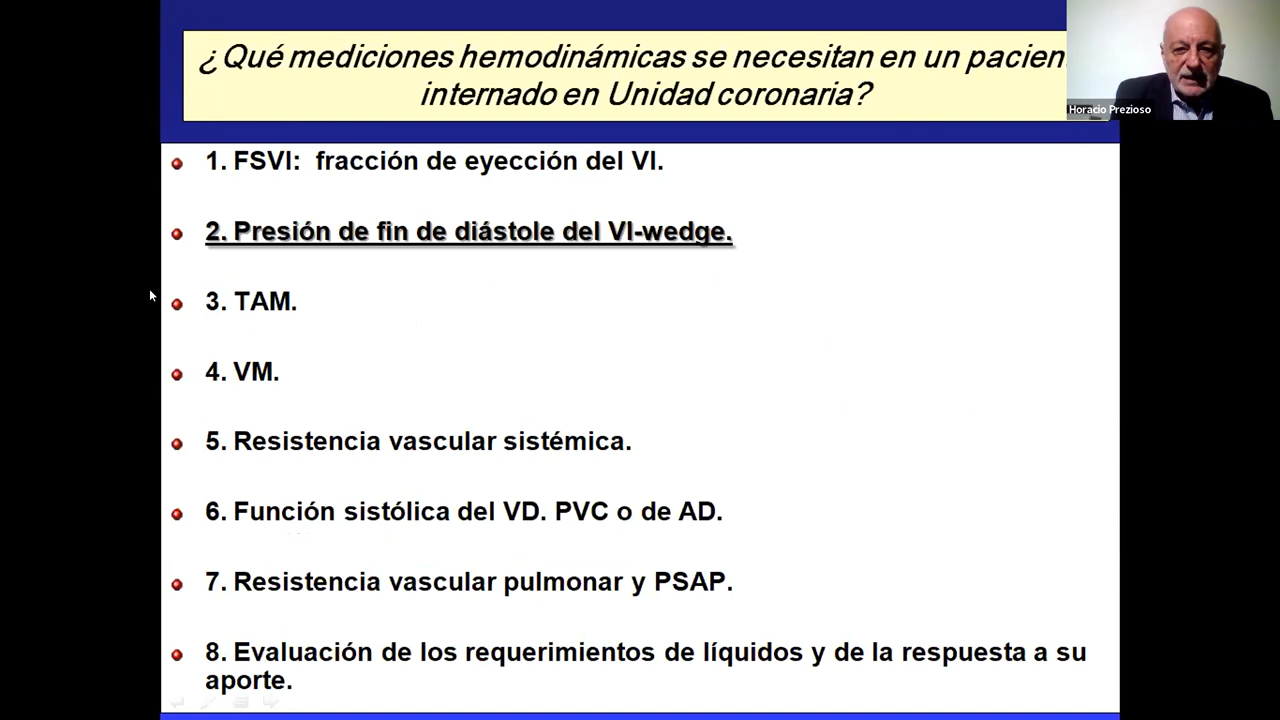 ¿Qué mediciones hemodinámicas se necesitan en un pacien
internado en Unidad coronaria?
Horacio Prezioso
1. FSVI: fracción de eyección del VI.
2. Presión de fin de diástole del VI-wedge.
3. TAM.
4. VM.
5. Resistencia vascular sistémica.
6. Función sistólica del VD. PVC o de AD.
7. Resistencia vascular pulmonar y PSAP.
8. Evaluación de los requerimientos de líquidos y de la respuesta a su
aporte.